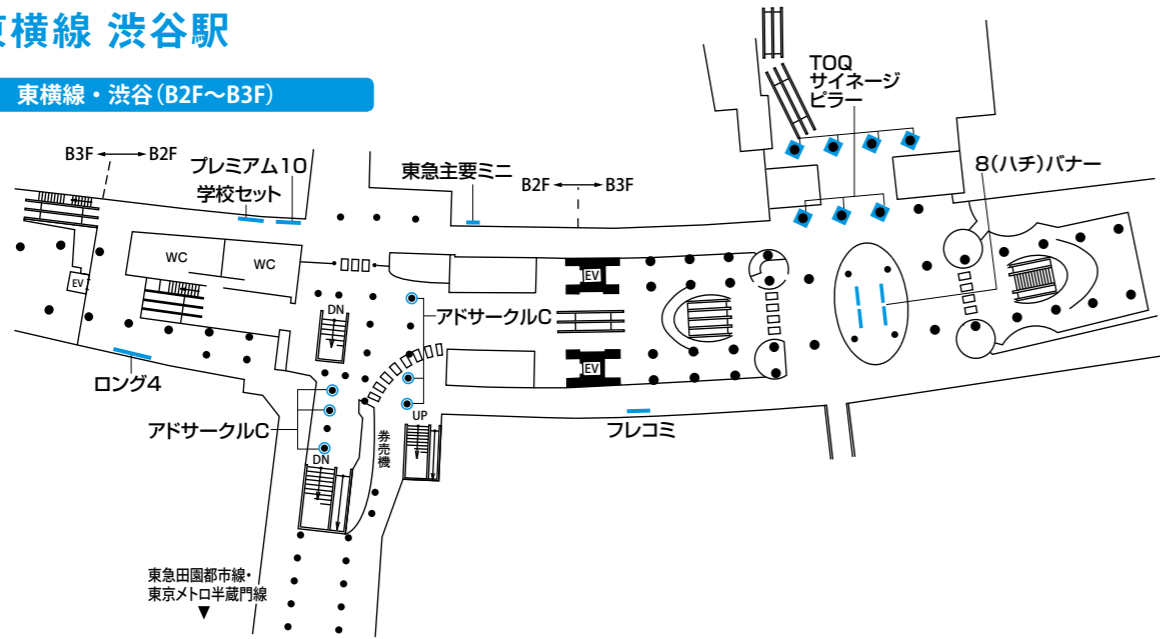 東横線 渋谷駅
東横線・渋谷(B2F〜B3F)
TOQ
サイネージ
ピラー
B3F
B2F
プレミアム10
学校セット
東急主要ミニ
B2F
B3F
8(ハチ)バナー
WC
WC
EV
EV
DN
アドサークルC
EV
ロング4
UP
アドサークルC
券売機
フレコミ
DN
東急田園都市線・
東京メトロ半蔵門線